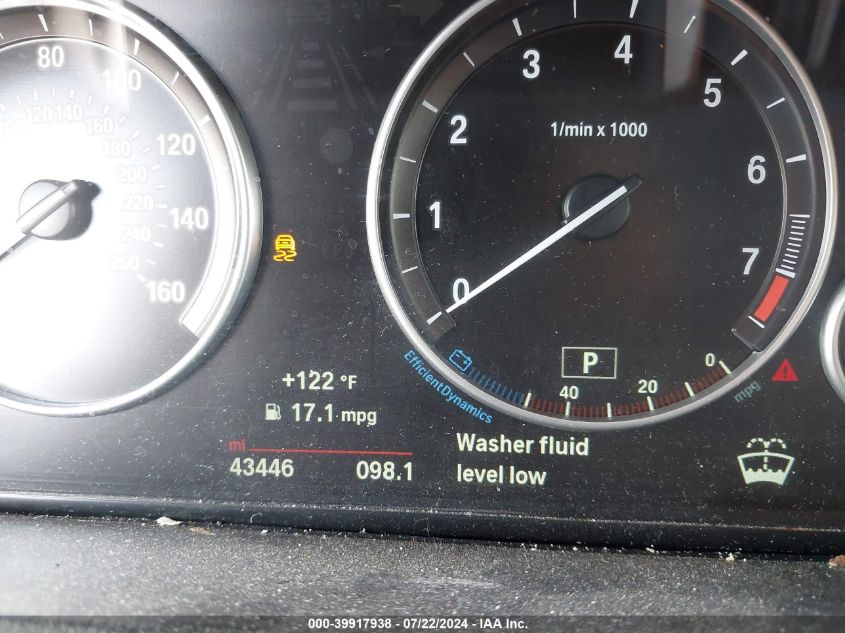 80
100
120
140
160
120 140
160
180
200
220
240
260
+122 °F
17.1 mpg
mi
43446 098.1
0
1
2
3
4
5
6
7
1/min x 1000
P
40
20
0
mpg
EfficientDynamics
Washer fluid
level low
000-39917938 - 07/22/2024 - IAA Inc.